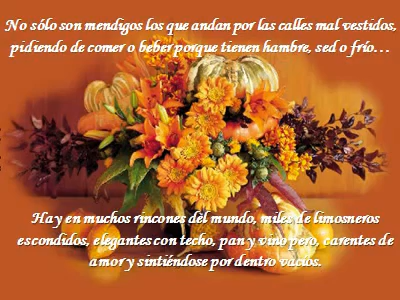 No sólo son mendigos los que andan por las calles mal vestidos,
pidiendo de comer o beber porque tienen hambre, sed o frío…
Hay en muchos rincones del mundo, miles de limosneros
escondidos, elegantes con techo, pan y vino pero, carentes de
amor y sintiéndose por dentro vacíos.